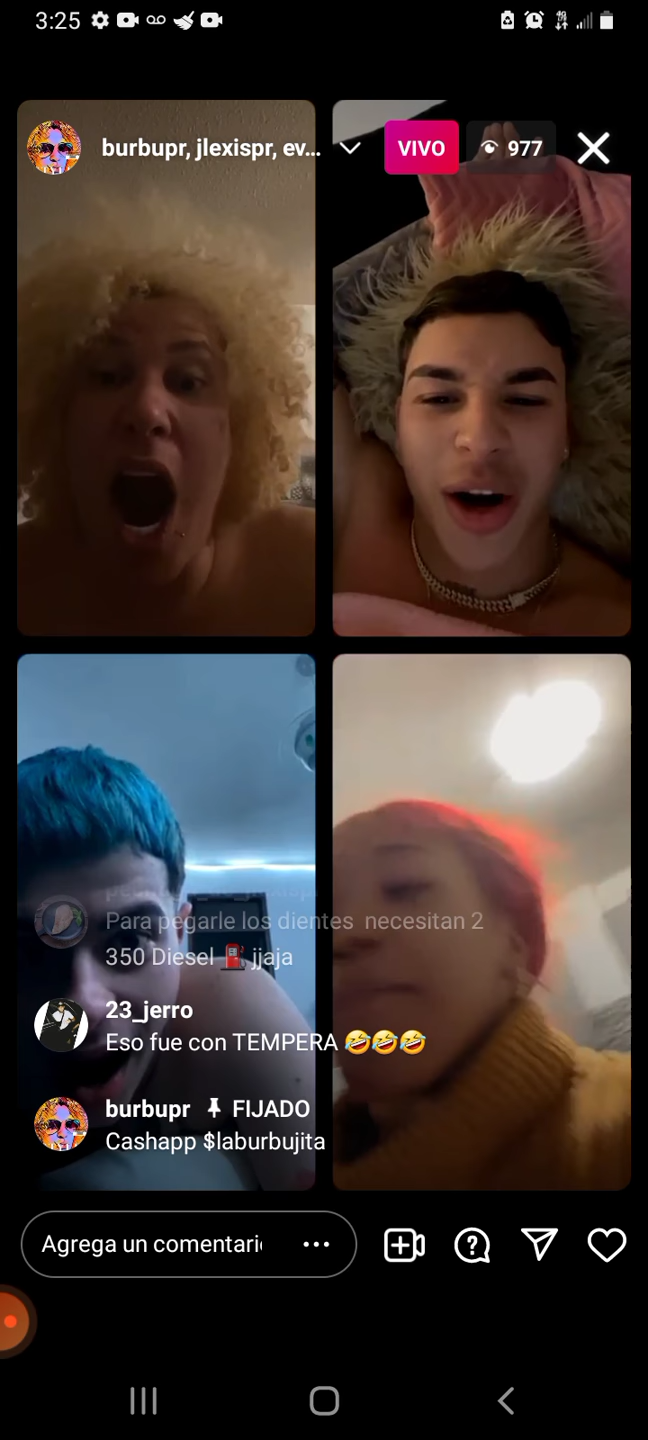 3:25
burbupr, jlexispr, ev...
VIVO
977
Para pegarle los dientes necesitan 2
350 Diesel ⛽ jjaja
23_jerro
Eso fue con TEMPERA 🤣🤣🤣
burbupr 📌 FIJADO
Cashapp $laburbujita
Agrega un comentari